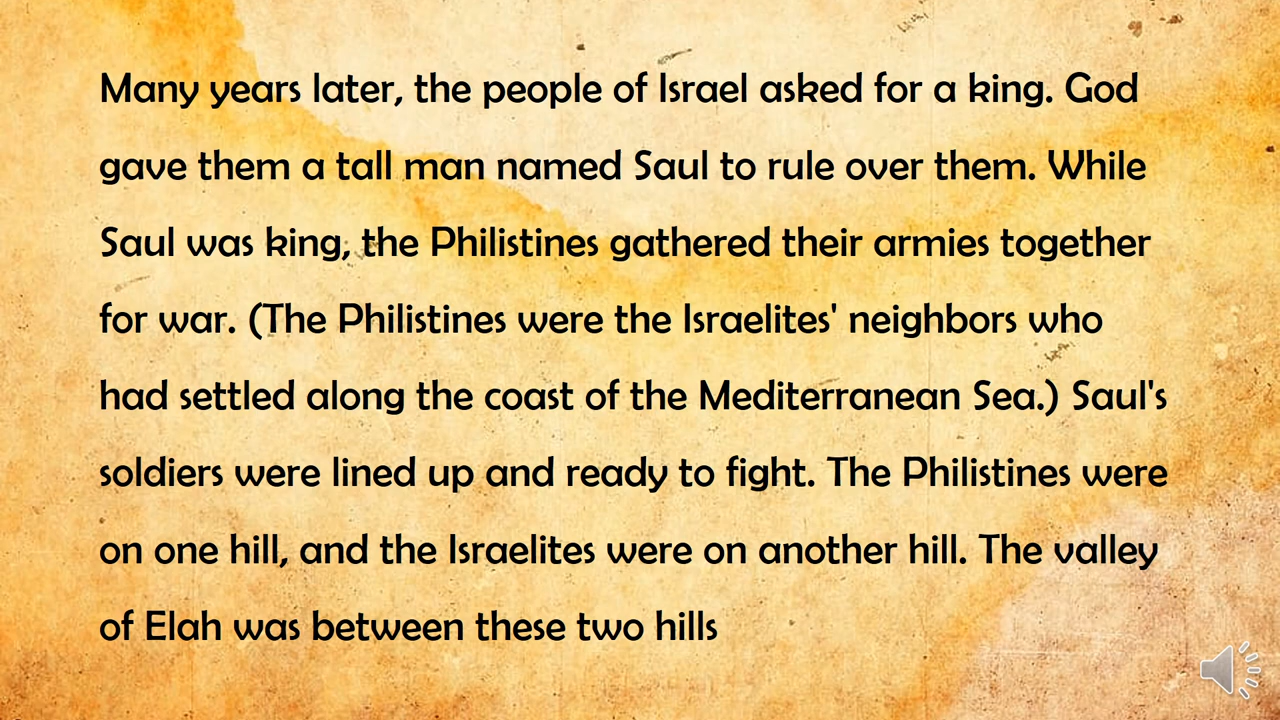 Many years later, the people of Israel asked for a king. God
gave them a tall man named Saul to rule over them. While
Saul was king, the Philistines gathered their armies together
for war. (The Philistines were the Israelites' neighbors who
had settled along the coast of the Mediterranean Sea.) Saul's
soldiers were lined up and ready to fight. The Philistines were
on one hill, and the Israelites were on another hill. The valley
of Elah was between these two hills